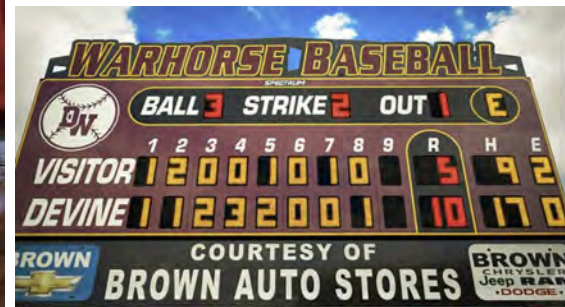 WARHORSE BASEBALL
SPECTRUM
DW
BALL 3 STRIKE 2 OUT 1 E
1 2 3 4 5 6 7 8 9 R H E
VISITOR 1 2 0 0 1 0 1 0 5 9 2
DEVINE 1 1 2 3 2 0 0 1 10 17 0
BROWN
COURTESY OF
BROWN AUTO STORES
BROWN
CHRYSLER
Jeep RAM
DODGE